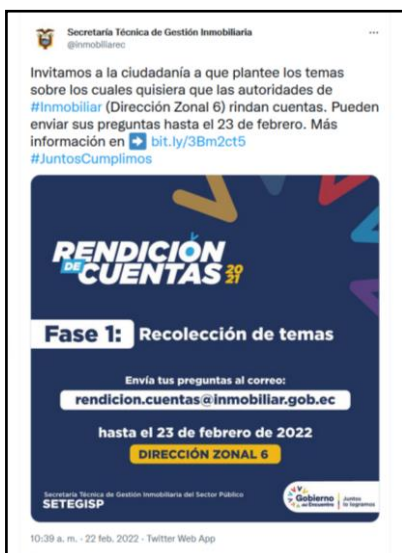 Secretaría Técnica de Gestión Inmobiliaria
@inmobiliarec
Invitamos a la ciudadanía a que plantee los temas
sobre los cuales quisiera que las autoridades de
#Inmobiliar (Dirección Zonal 6) rindan cuentas. Pueden
enviar sus preguntas hasta el 23 de febrero. Más
información en ➡ bit.ly/3Bm2ct5
#JuntosCumplimos
RENDICIÓN
DE CUENTAS 2021
Fase 1: Recolección de temas
Envía tus preguntas al correo:
rendicion.cuentas@inmobiliar.gob.ec
hasta el 23 de febrero de 2022
DIRECCIÓN ZONAL 6
Secretaría Técnica de Gestión Inmobiliaria del Sector Público
SETEGISP
Gobierno del Encuentro | Juntos lo logramos
10:39 a. m. · 22 feb. 2022 · Twitter Web App